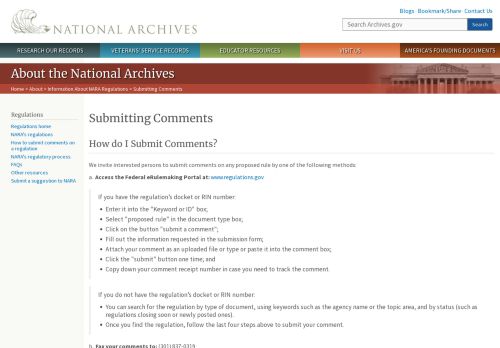 Blogs · Bookmark/Share · Contact Us
NATIONAL ARCHIVES
Search Archives.gov
Search
RESEARCH OUR RECORDS
VETERANS' SERVICE RECORDS
EDUCATOR RESOURCES
VISIT US
AMERICA'S FOUNDING DOCUMENTS
About the National Archives
Home > About > Information About NARA Regulations > Submitting Comments
Regulations
Regulations home
NARA's regulations
How to submit comments on
a regulation
NARA's regulatory process
FAQs
Other resources
Submit a suggestion to NARA
Submitting Comments
How do I Submit Comments?
We invite interested persons to submit comments on any proposed rule by one of the following methods:
a. Access the Federal eRulemaking Portal at: www.regulations.gov
If you have the regulation's docket or RIN number:
• Enter it into the "Keyword or ID" box;
• Select "proposed rule" in the document type box;
• Click on the button "submit a comment";
• Fill out the information requested in the submission form;
• Attach your comment as an uploaded file or type or paste it into the comment box;
• Click the "submit" button one time; and
• Copy down your comment receipt number in case you need to track the comment.
If you do not have the regulation's docket or RIN number:
• You can search for the regulation by type of document, using keywords such as the agency name or the topic area, and by status (such as
regulations closing soon or newly posted ones).
• Once you find the regulation, follow the last four steps above to submit your comment.
b. Fax your comments to: (301) 837-0319